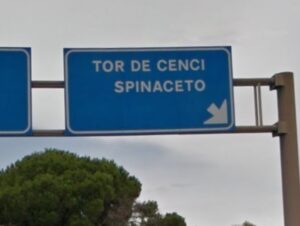 TOR DE CENCI
SPINACETO